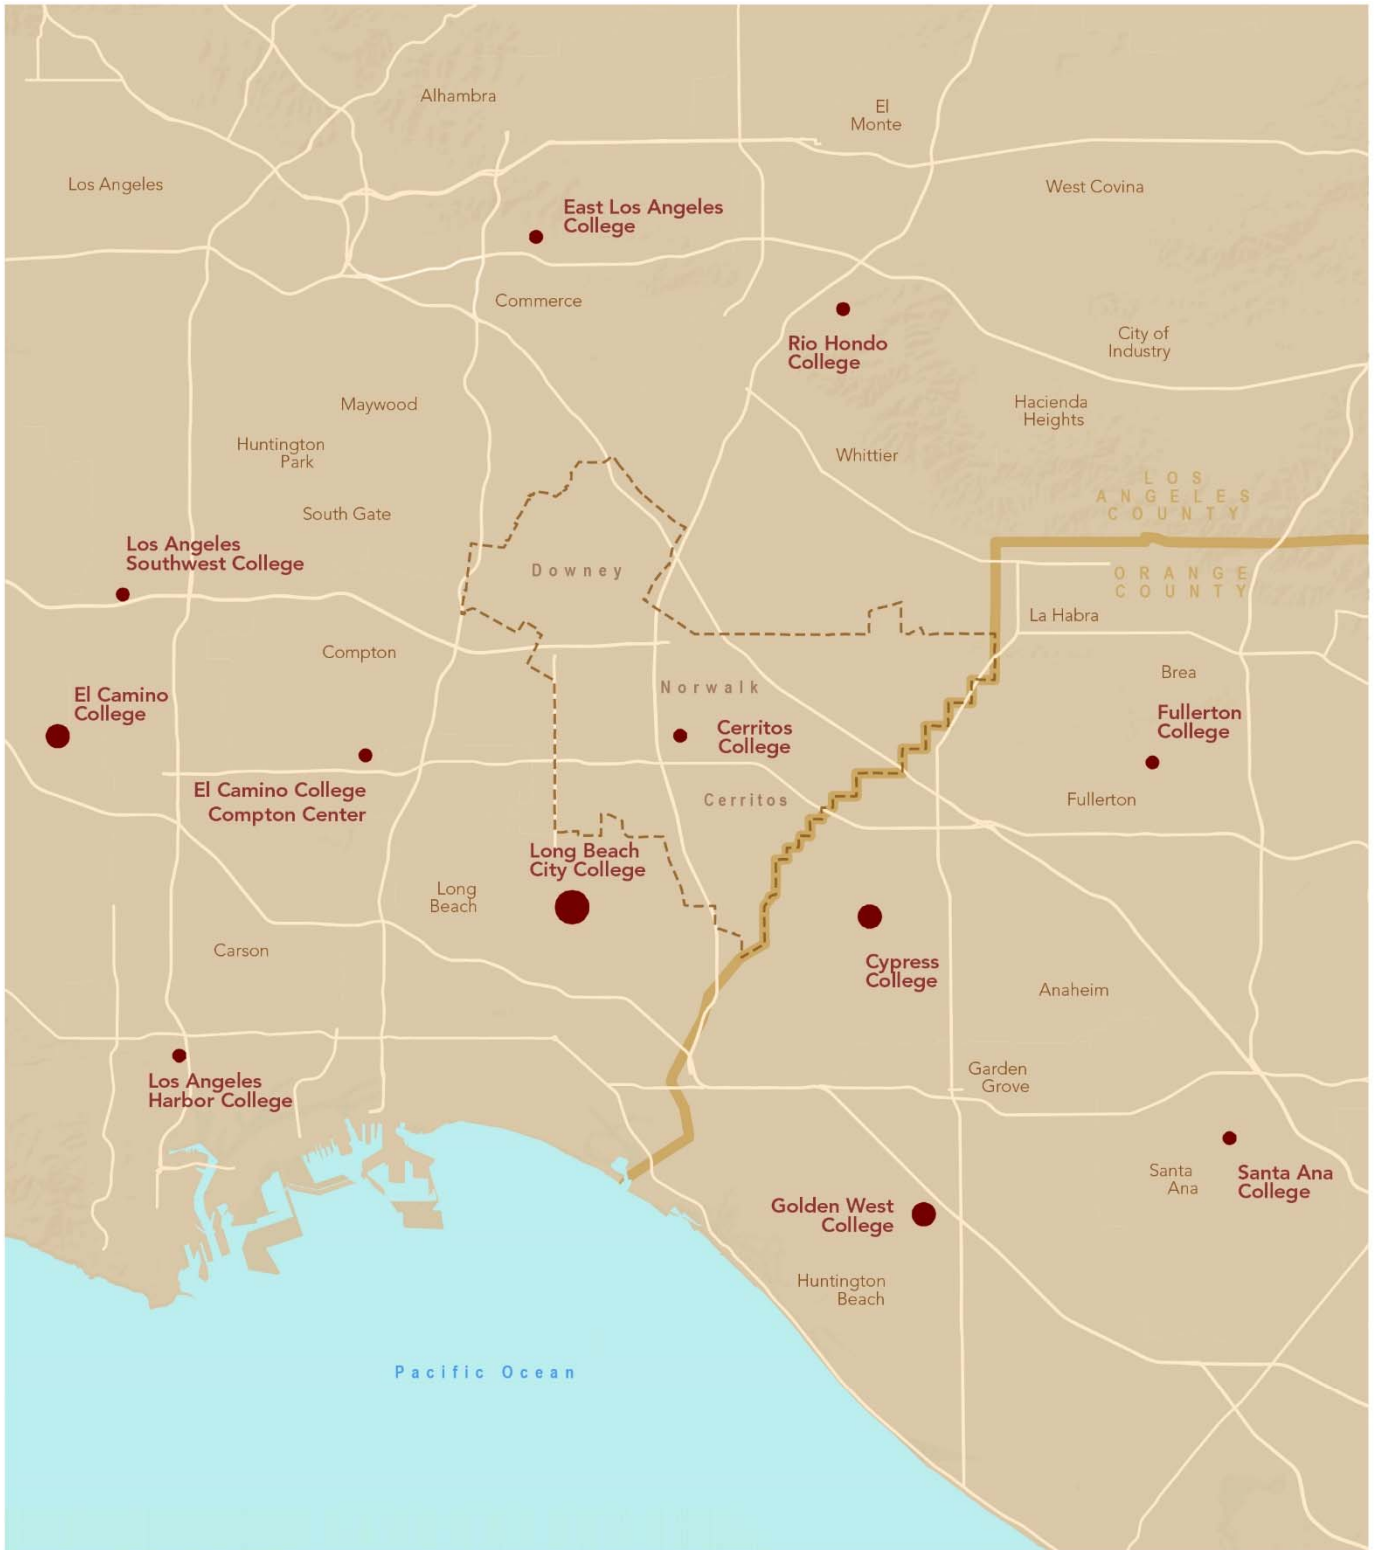 Alhambra
El
Monte
Los Angeles
West Covina
East Los Angeles
College
Commerce
Rio Hondo
College
City of
Industry
Maywood
Hacienda
Heights
Huntington
Park
Whittier
LOS
ANGELES
COUNTY
South Gate
Los Angeles
Southwest College
Downey
ORANGE
COUNTY
La Habra
Compton
Brea
El Camino
College
Norwalk
Fullerton
College
Cerritos
College
El Camino College
Compton Center
Cerritos
Fullerton
Long Beach
City College
Long
Beach
Carson
Cypress
College
Anaheim
Garden
Grove
Los Angeles
Harbor College
Santa
Ana
Santa Ana
College
Golden West
College
Huntington
Beach
Pacific Ocean